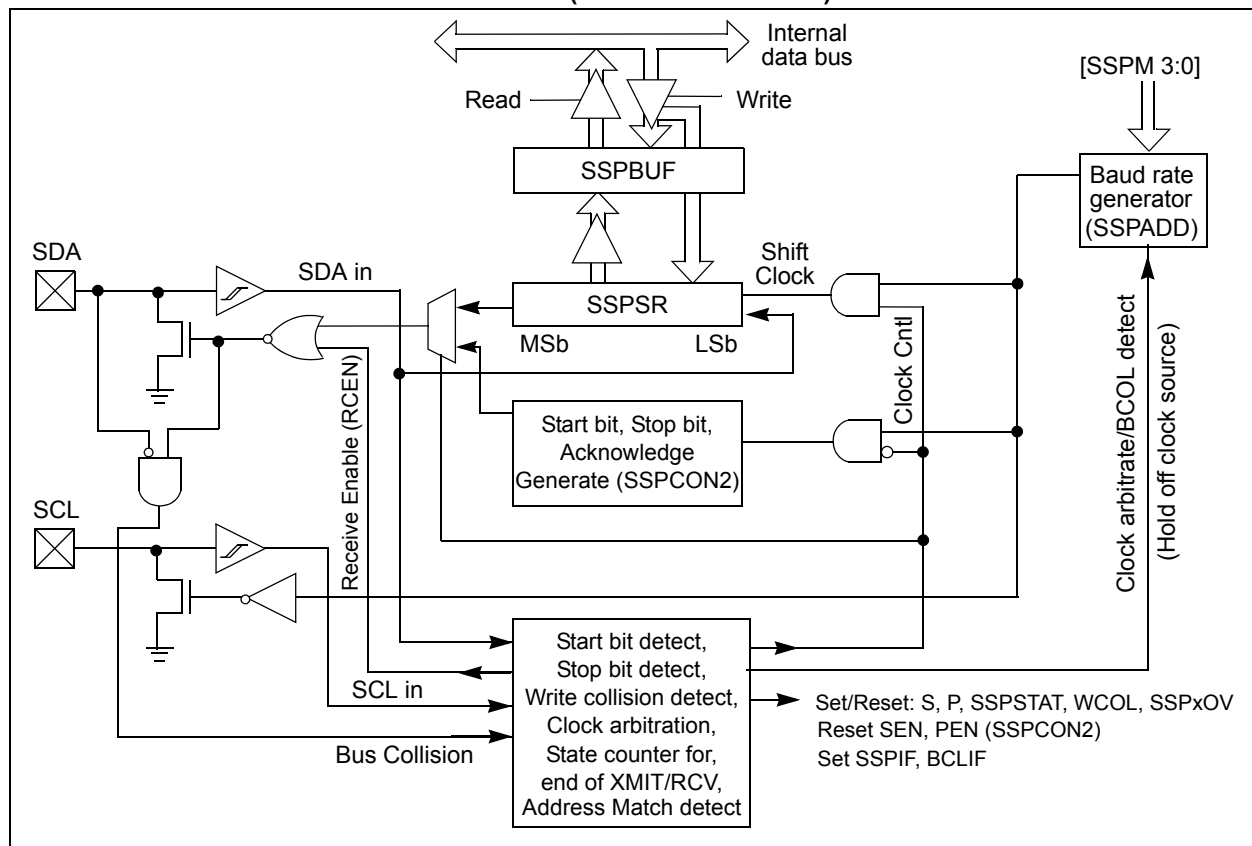 Internal
data bus
[SSPM 3:0]
Read
Write
SSPBUF
Baud rate
generator
(SSPADD)
SDA
SDA in
Shift
Clock
SSPSR
MSb
LSb
Clock Cntl
Clock arbitrate/BCOL detect
(Hold off clock source)
Receive Enable (RCEN)
Start bit, Stop bit,
Acknowledge
Generate (SSPCON2)
SCL
SCL in
Bus Collision
Start bit detect,
Stop bit detect,
Write collision detect,
Clock arbitration,
State counter for,
end of XMIT/RCV,
Address Match detect
Set/Reset: S, P, SSPSTAT, WCOL, SSPxOV
Reset SEN, PEN (SSPCON2)
Set SSPIF, BCLIF